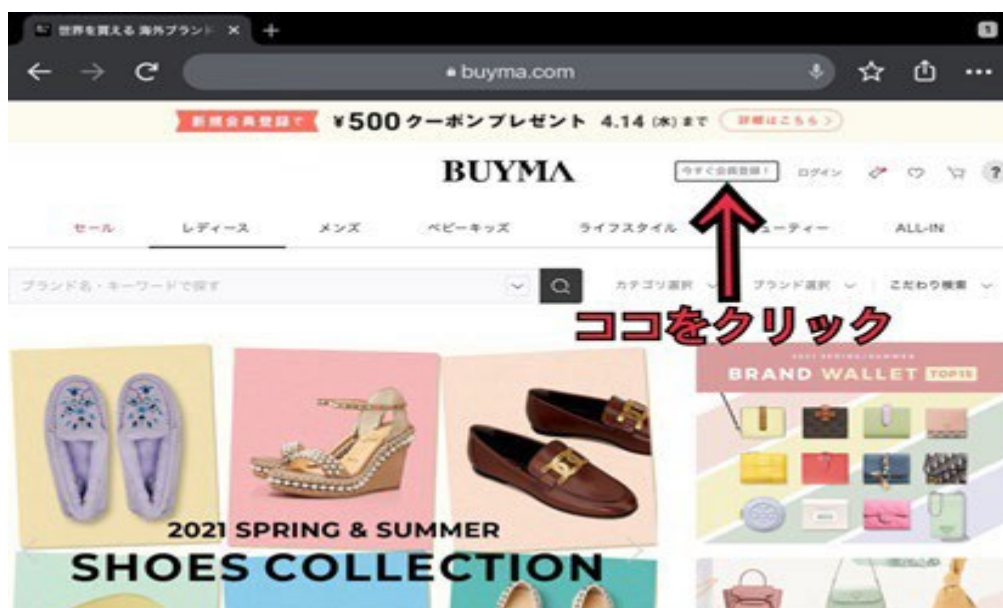 世界を買える 海外ブランド
buyma.com
新規会員登録で ¥500 クーポンプレゼント 4.14 (水) まで 詳細はこちら
BUYMA
今すぐ会員登録! ログイン ?
セール レディース メンズ ベビーキッズ ライフスタイル ューティー ALL-IN
ブランド名・キーワードで探す カテゴリ選択 ブランド選択 こだわり検索
ココをクリック
2021 SPRING/SUMMER
BRAND WALLET TOP15
2021 SPRING & SUMMER
SHOES COLLECTION